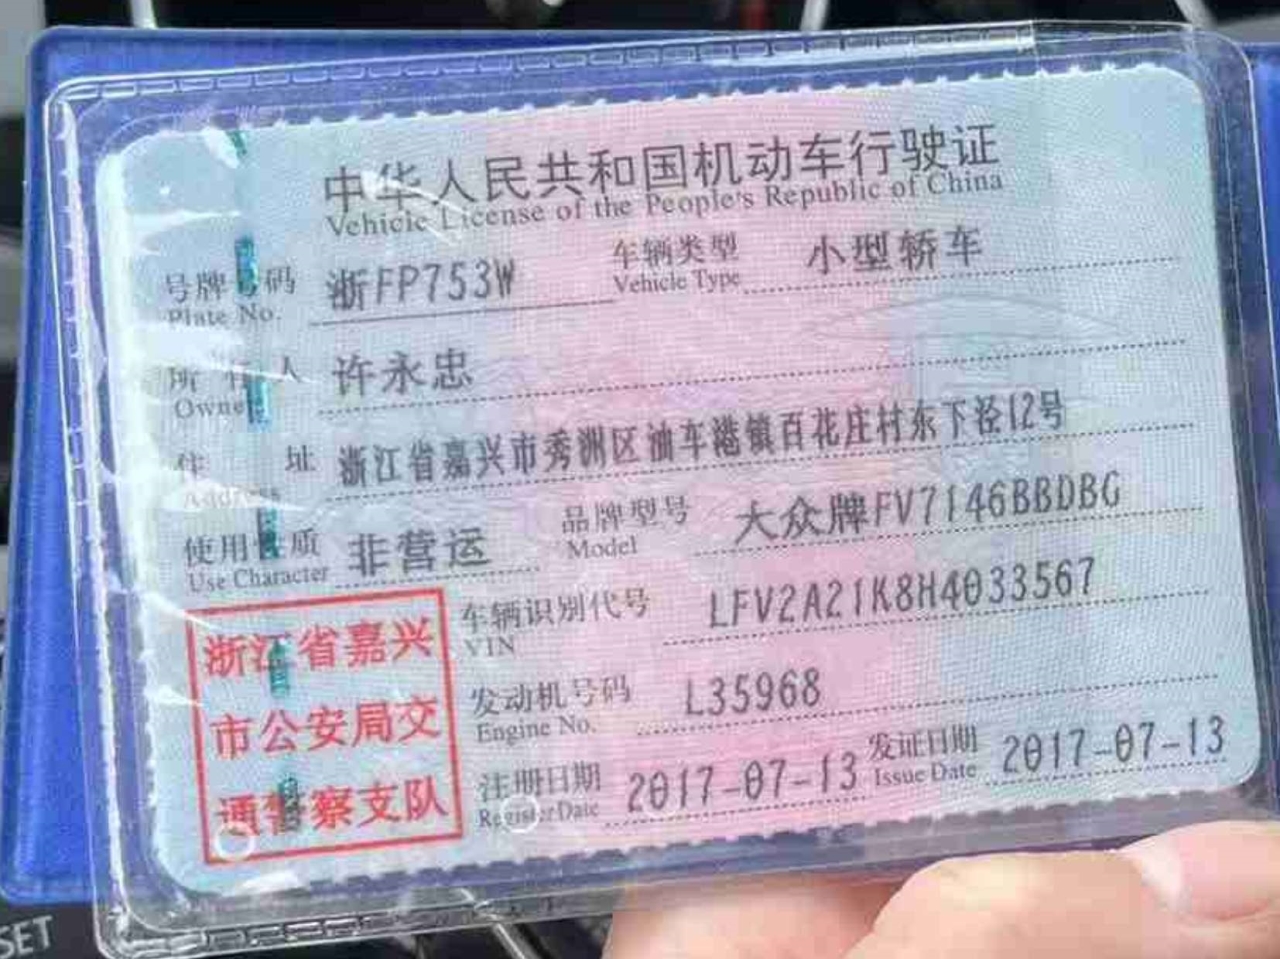 中华人民共和国机动车行驶证
Vehicle License of the People's Republic of China
号牌号码 浙FP753W 车辆类型 小型轿车
Plate No. Vehicle Type
所有人 许永忠
Owner
住址 浙江省嘉兴市秀洲区油车港镇百花庄村东下泾12号
Address
使用性质 非营运 品牌型号 大众牌FV7146BBDBG
Use Character Model
浙江省嘉兴 车辆识别代号 LFV2A21K8H4033567
VIN
市公安局交 发动机号码 L35968
Engine No.
通警察支队 注册日期 2017-07-13 发证日期 2017-07-13
Register Date Issue Date
SET